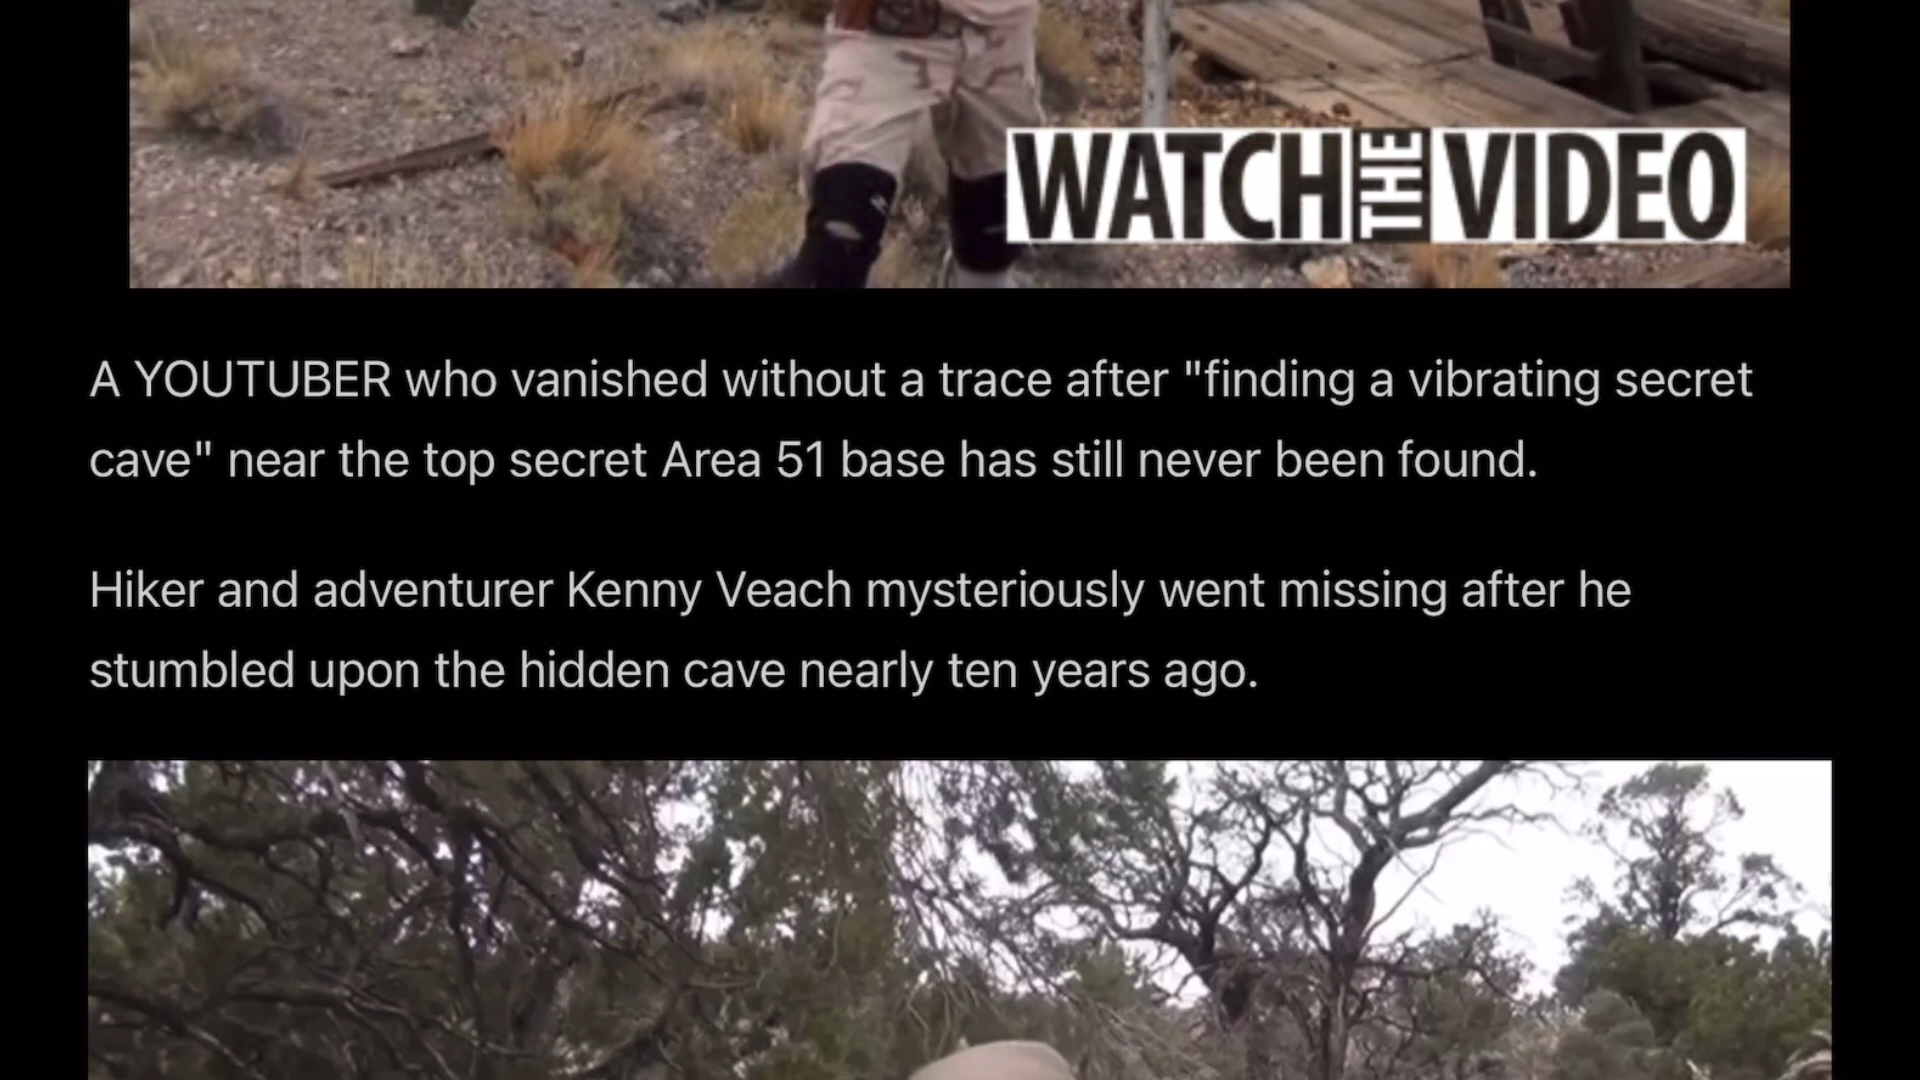 WATCH THE VIDEO
A YOUTUBER who vanished without a trace after "finding a vibrating secret
cave" near the top secret Area 51 base has still never been found.
Hiker and adventurer Kenny Veach mysteriously went missing after he
stumbled upon the hidden cave nearly ten years ago.